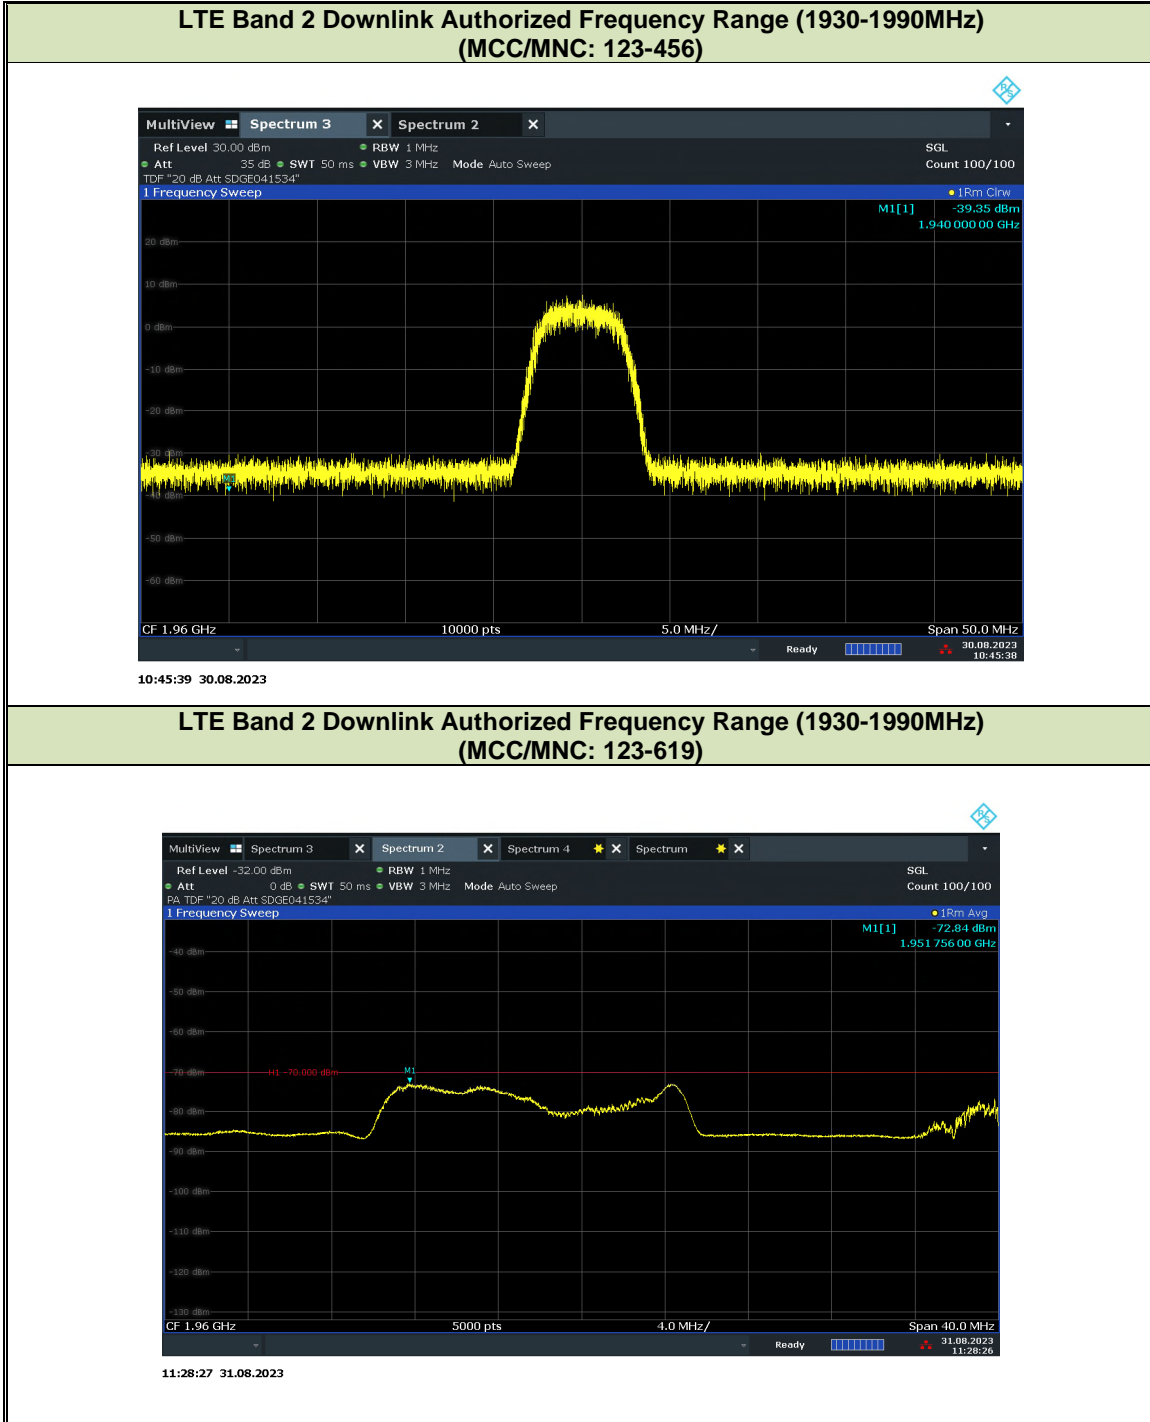 LTE Band 2 Downlink Authorized Frequency Range (1930-1990MHz)
(MCC/MNC: 123-456)
R&S
MultiView Spectrum 3 X Spectrum 2 X
Ref Level 30.00 dBm RBW 1 MHz SGL
Att 35 dB SWT 50 ms VBW 3 MHz Mode Auto Sweep Count 100/100
TDF "20 dB Att SDGE041534"
1 Frequency Sweep 1Rm Clrw
M1[1] -39.35 dBm
1.940 000 00 GHz
20 dBm
10 dBm
0 dBm
-10 dBm
-20 dBm
-30 dBm
M1
-40 dBm
-50 dBm
-60 dBm
CF 1.96 GHz 10000 pts 5.0 MHz/ Span 50.0 MHz
Ready 30.08.2023
10:45:38
10:45:39 30.08.2023
LTE Band 2 Downlink Authorized Frequency Range (1930-1990MHz)
(MCC/MNC: 123-619)
R&S
MultiView Spectrum 3 X Spectrum 2 X Spectrum 4 X Spectrum X
Ref Level -32.00 dBm RBW 1 MHz SGL
Att 0 dB SWT 50 ms VBW 3 MHz Mode Auto Sweep Count 100/100
PA TDF "20 dB Att SDGE041534"
1 Frequency Sweep 1Rm Avg
M1[1] -72.84 dBm
1.951 756 00 GHz
-40 dBm
-50 dBm
-60 dBm
-70 dBm H1 -70.000 dBm M1
-80 dBm
-90 dBm
-100 dBm
-110 dBm
-120 dBm
-130 dBm
CF 1.96 GHz 5000 pts 4.0 MHz/ Span 40.0 MHz
Ready 31.08.2023
11:28:26
11:28:27 31.08.2023